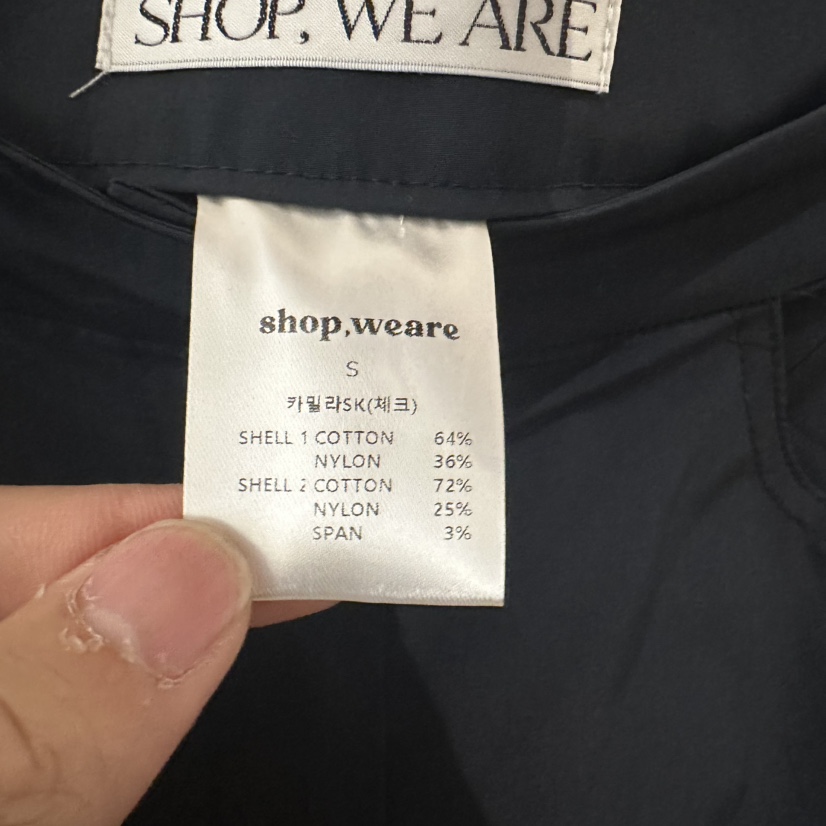 SHOP, WE ARE
shop,weare
S
카밀라SK(체크)
SHELL 1 COTTON 64%
NYLON 36%
SHELL 2 COTTON 72%
NYLON 25%
SPAN 3%